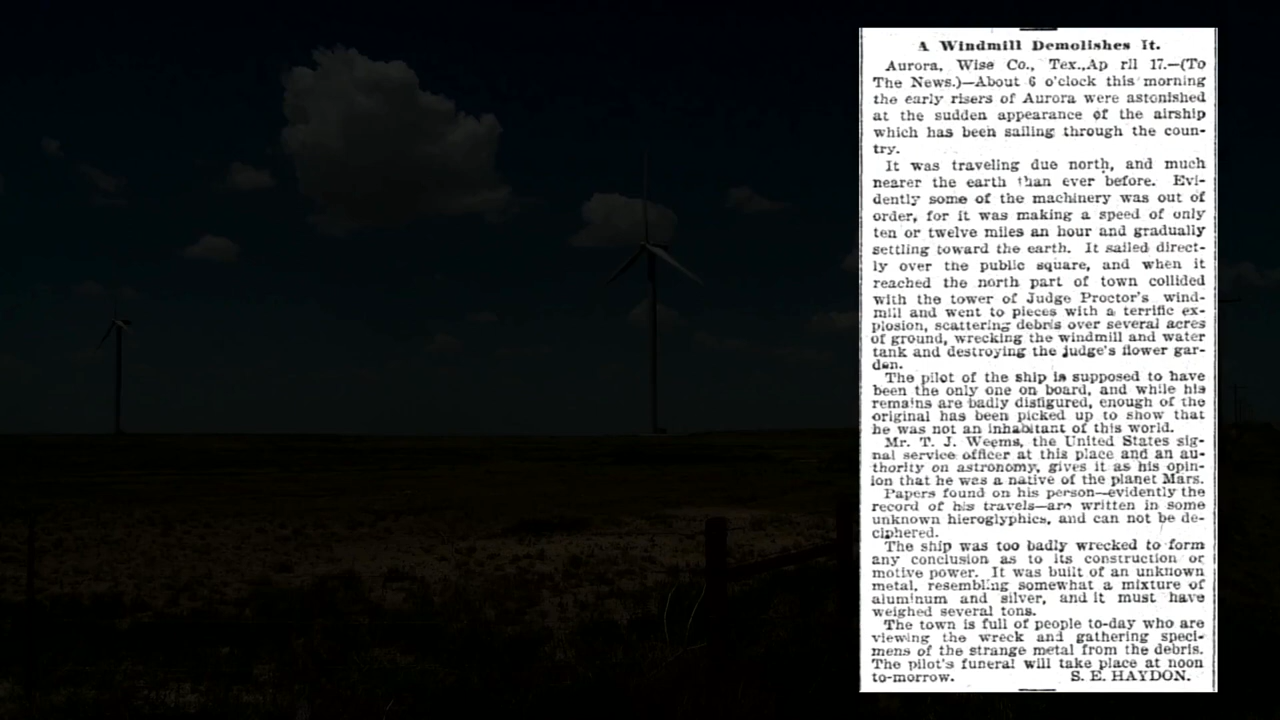 A Windmill Demolishes It.
Aurora, Wise Co., Tex.,Ap ril 17.—(To
The News.)—About 6 o'clock this morning
the early risers of Aurora were astonished
at the sudden appearance of the airship
which has been sailing through the coun-
try.
It was traveling due north, and much
nearer the earth than ever before. Evi-
dently some of the machinery was out of
order, for it was making a speed of only
ten or twelve miles an hour and gradually
settling toward the earth. It sailed direct-
ly over the public square, and when it
reached the north part of town collided
with the tower of Judge Proctor's wind-
mill and went to pieces with a terrific ex-
plosion, scattering debris over several acres
of ground, wrecking the windmill and water
tank and destroying the judge's flower gar-
den.
The pilot of the ship is supposed to have
been the only one on board, and while his
remains are badly disfigured, enough of the
original has been picked up to show that
he was not an inhabitant of this world.
Mr. T. J. Weems, the United States sig-
nal service officer at this place and an au-
thority on astronomy, gives it as his opin-
ion that he was a native of the planet Mars.
Papers found on his person—evidently the
record of his travels—are written in some
unknown hieroglyphics, and can not be de-
ciphered.
The ship was too badly wrecked to form
any conclusion as to its construction or
motive power. It was built of an unknown
metal, resembling somewhat a mixture of
aluminum and silver, and it must have
weighed several tons.
The town is full of people to-day who are
viewing the wreck and gathering speci-
mens of the strange metal from the debris.
The pilot's funeral will take place at noon
to-morrow. S. E. HAYDON.